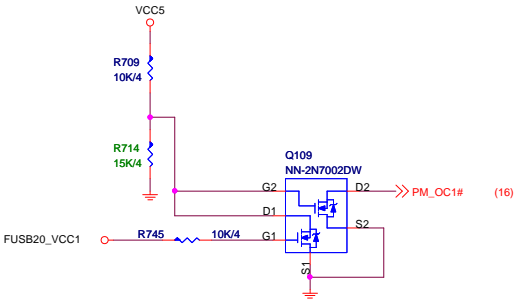 VCC5
R709
10K/4
R714
15K/4
Q109
NN-2N7002DW
G2
D2
PM_OC1#
(16)
D1
S2
FUSB20_VCC1
R745
10K/4
G1
S1